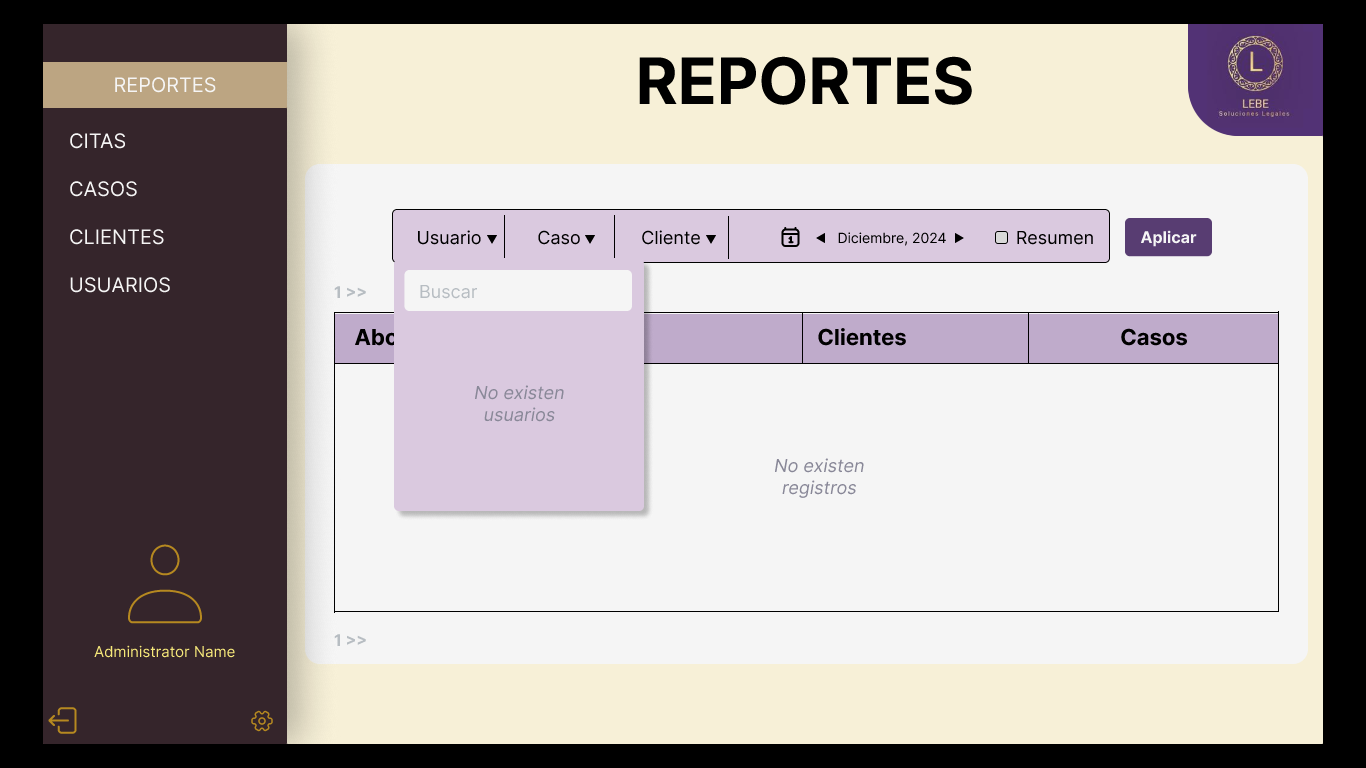 REPORTES
CITAS
CASOS
CLIENTES
USUARIOS
Administrator Name
REPORTES
L
LEBE
Soluciones Legales
Usuario ▼ Caso ▼ Cliente ▼ 1 ◀ Diciembre, 2024 ▶ Resumen Aplicar
Buscar
No existen
usuarios
1 >>
Clientes Casos
No existen
registros
1 >>